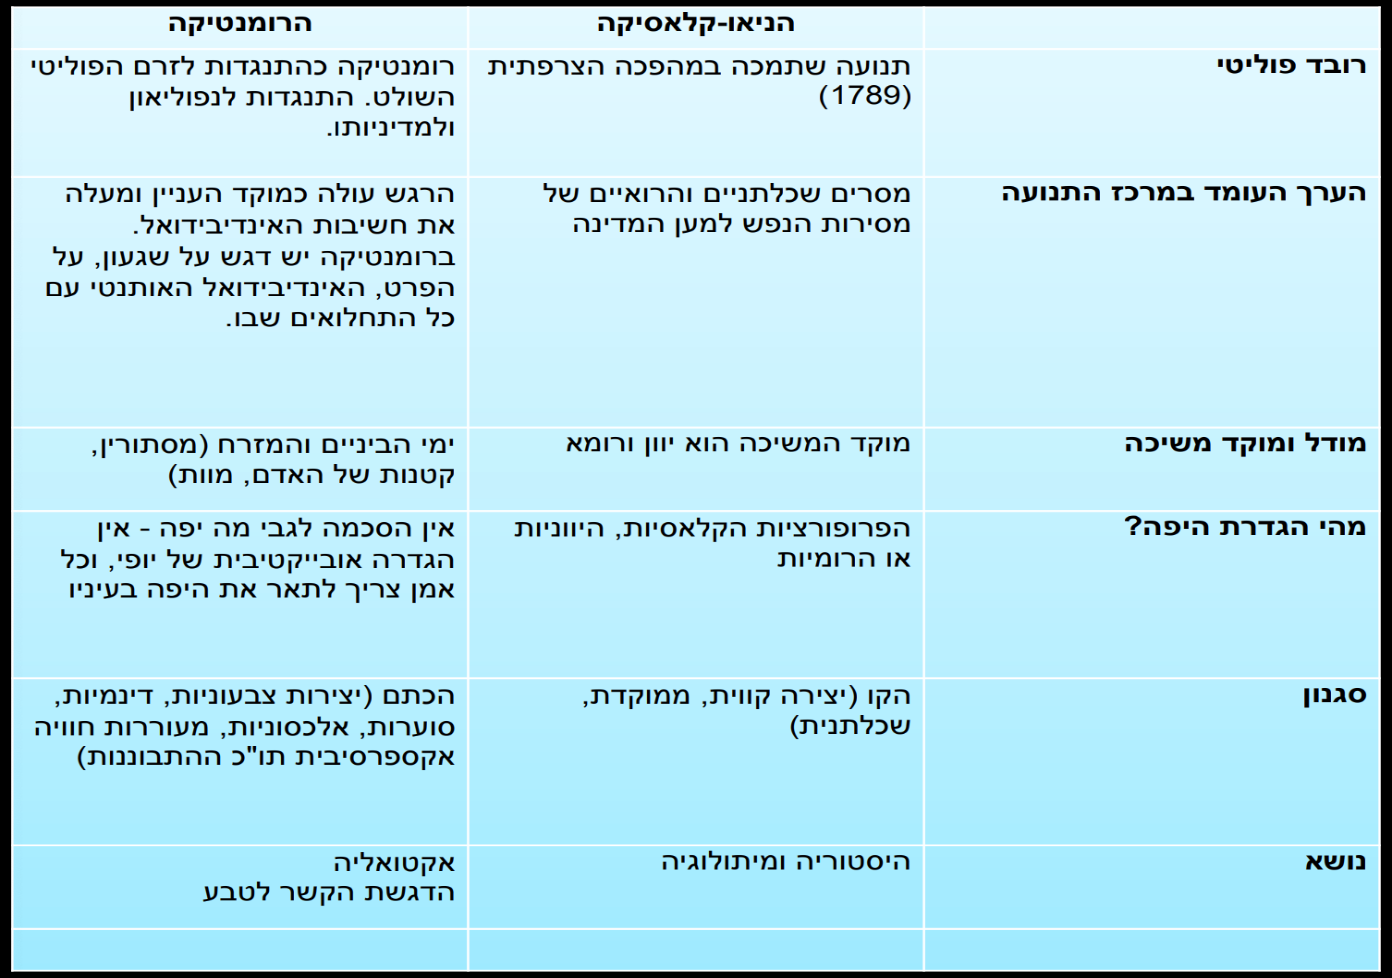 הניאו-קלאסיקה
הרומנטיקה
רובד פוליטי
תנועה שתמכה במהפכה הצרפתית
(1789)
רומנטיקה כהתנגדות לזרם הפוליטי
השולט. התנגדות לנפוליאון
ולמדיניותו.
הערך העומד במרכז התנועה
מסרים שכלתניים והרואיים של
מסירות הנפש למען המדינה
הרגש עולה כמוקד העניין ומעלה
את חשיבות האינדיבידואל.
ברומנטיקה יש דגש על שגעון, על
הפרט, האינדיבידואל האותנטי עם
כל התחלואים שבו.
מודל ומוקד משיכה
מוקד המשיכה הוא יוון ורומא
ימי הביניים והמזרח (מסתורין,
קטנות של האדם, מוות)
מהי הגדרת היפה?
הפרופורציות הקלאסיות, היווניות
או הרומיות
אין הסכמה לגבי מה יפה - אין
הגדרה אובייקטיבית של יופי, וכל
אמן צריך לתאר את היפה בעיניו
סגנון
הקו (יצירה קווית, ממוקדת,
שכלתנית)
הכתם (יצירות צבעוניות, דינמיות,
סוערות, אלכסוניות, מעוררות חוויה
אקספרסיבית תו"כ ההתבוננות)
נושא
היסטוריה ומיתולוגיה
אקטואליה
הדגשת הקשר לטבע